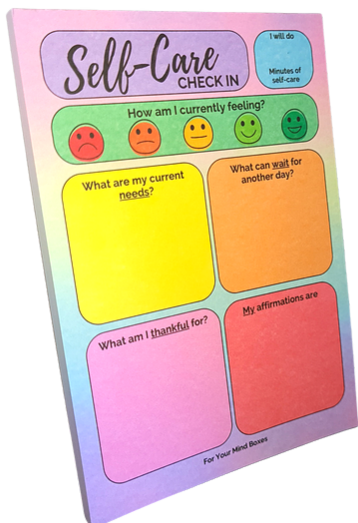 Self-Care
CHECK IN
I will do
Minutes of
self-care
How am I currently feeling?
What are my current
needs?
What can wait for
another day?
What am I thankful for?
My affirmations are
For Your Mind Boxes